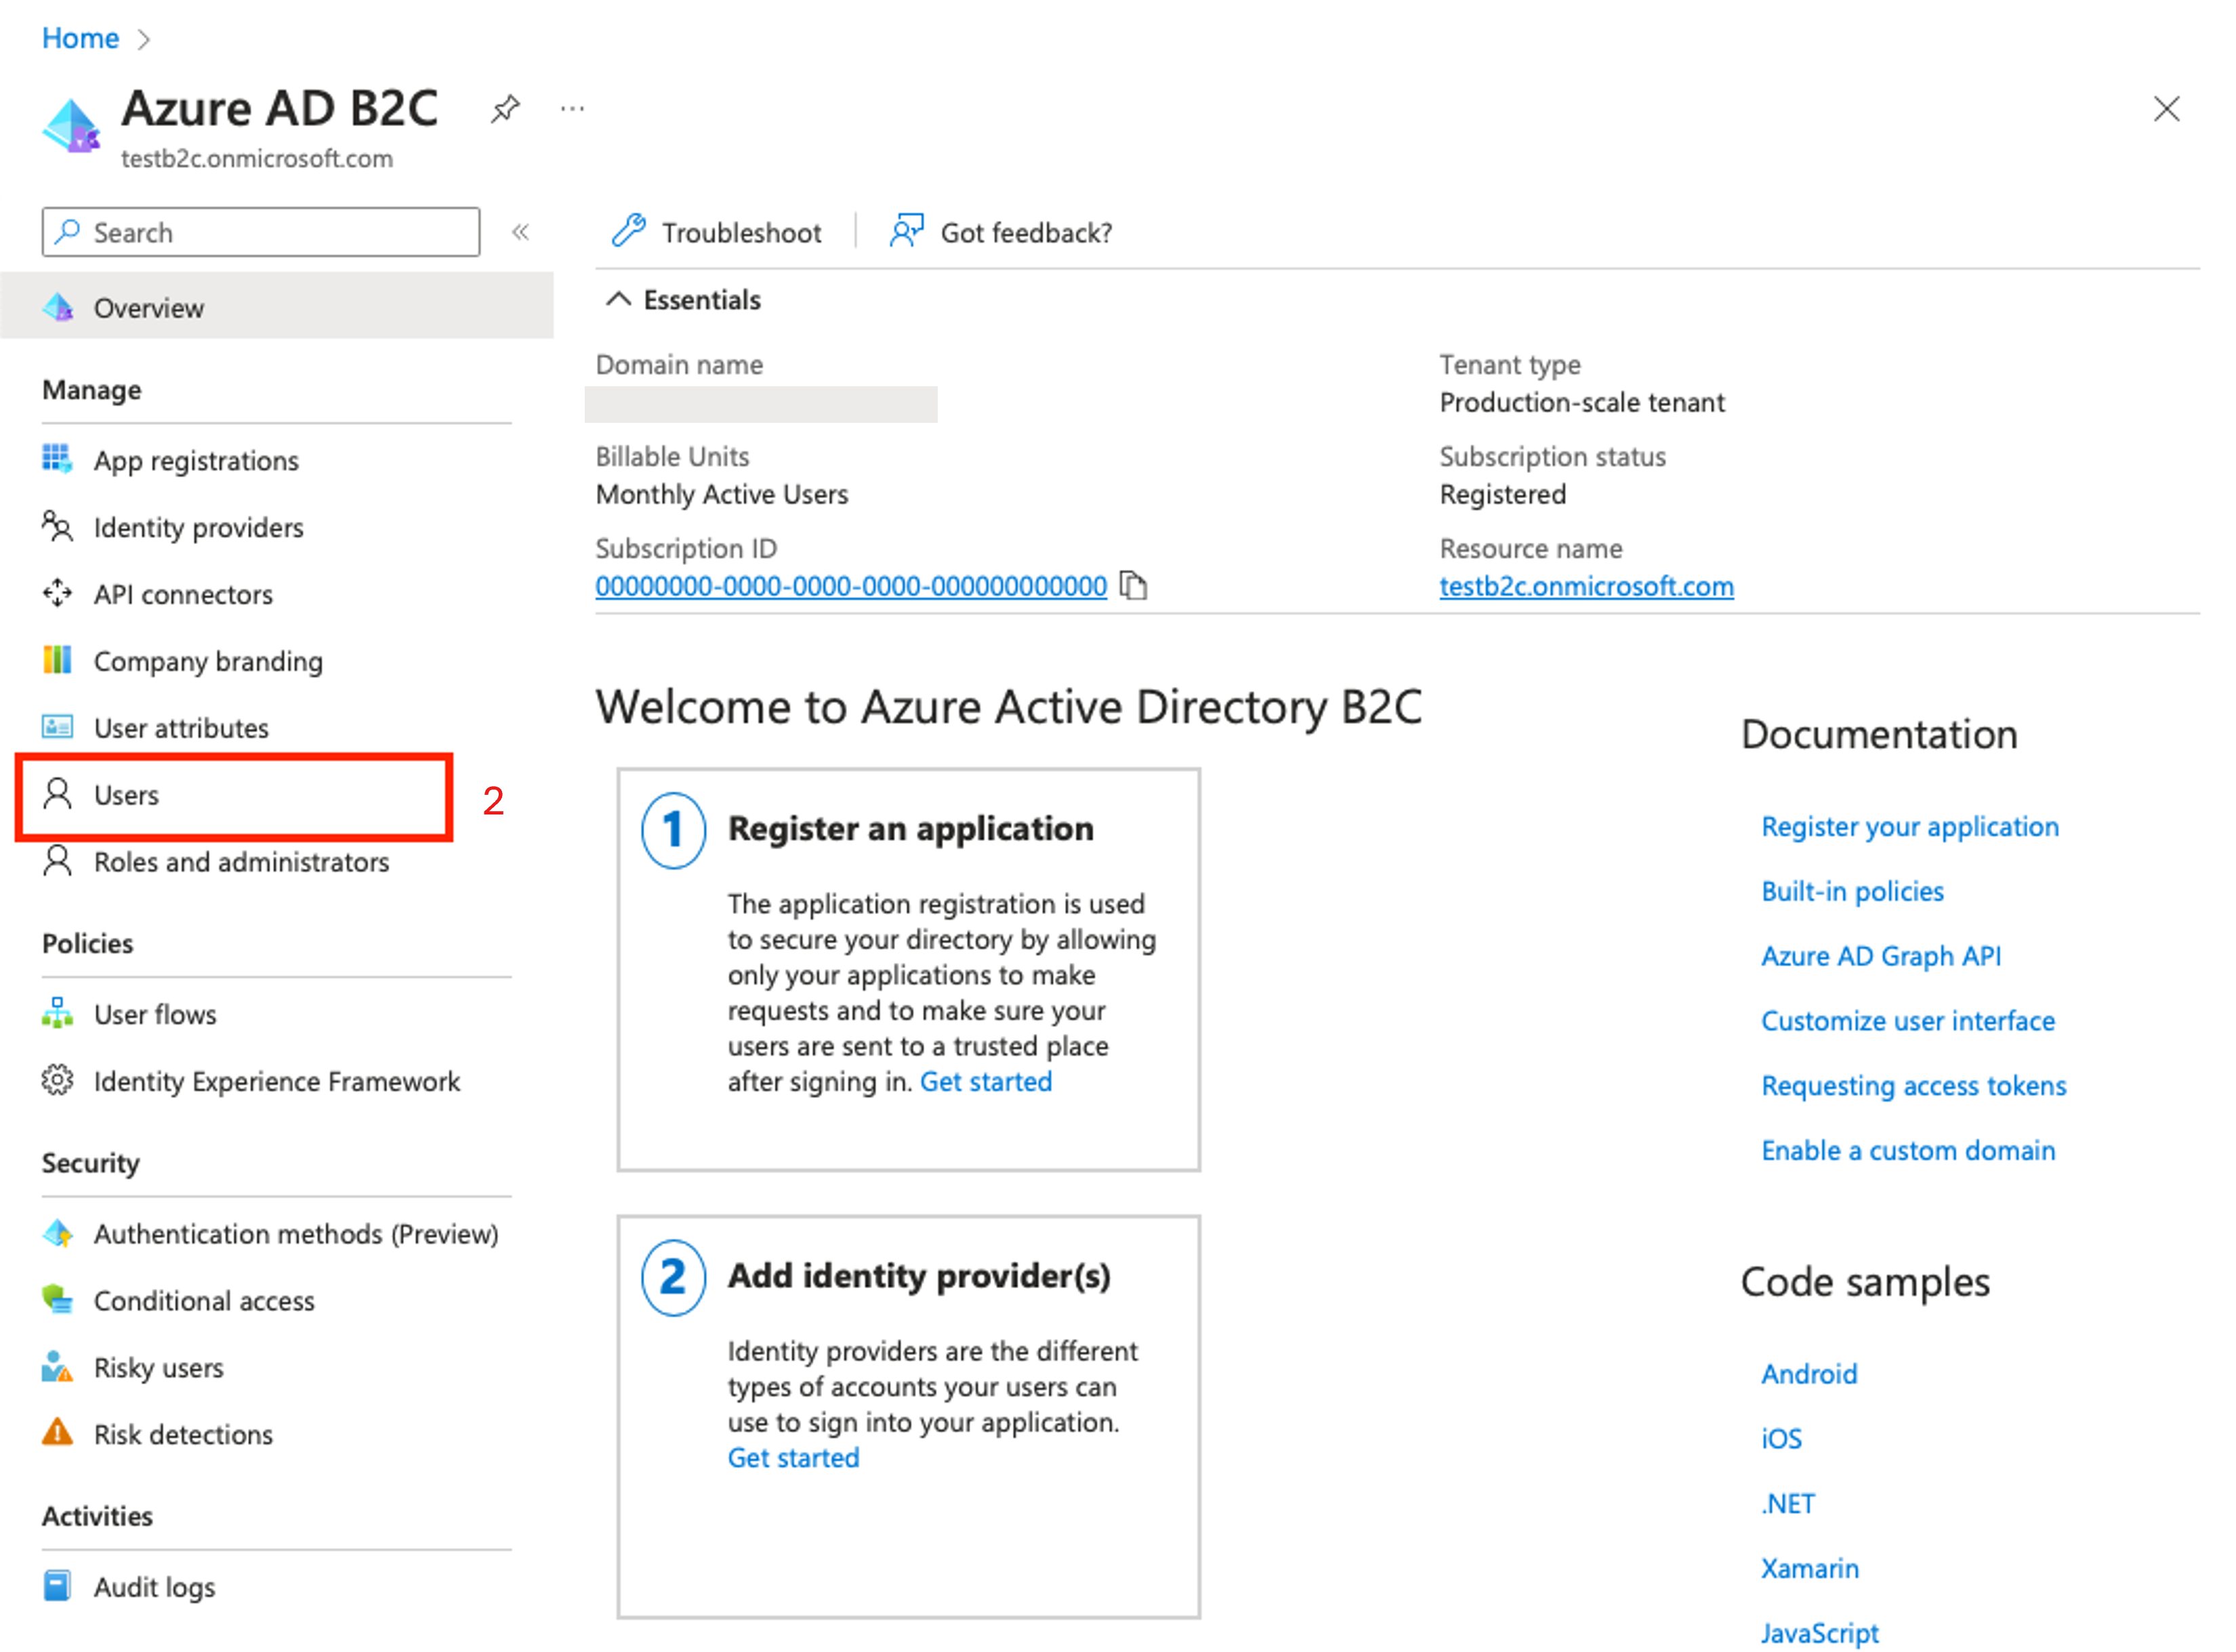 Home
Azure AD B2C
testb2c.onmicrosoft.com
Search
Overview
Manage
App registrations
Identity providers
API connectors
Company branding
User attributes
Users
2
Roles and administrators
Policies
User flows
Identity Experience Framework
Security
Authentication methods (Preview)
Conditional access
Risky users
Risk detections
Activities
Audit logs
Troubleshoot
Got feedback?
Essentials
Domain name
Billable Units
Monthly Active Users
Subscription ID
00000000-0000-0000-0000-000000000000
Tenant type
Production-scale tenant
Subscription status
Registered
Resource name
testb2c.onmicrosoft.com
Welcome to Azure Active Directory B2C
1
Register an application
The application registration is used
to secure your directory by allowing
only your applications to make
requests and to make sure your
users are sent to a trusted place
after signing in. Get started
2
Add identity provider(s)
Identity providers are the different
types of accounts your users can
use to sign into your application.
Get started
Documentation
Register your application
Built-in policies
Azure AD Graph API
Customize user interface
Requesting access tokens
Enable a custom domain
Code samples
Android
iOS
.NET
Xamarin
JavaScript